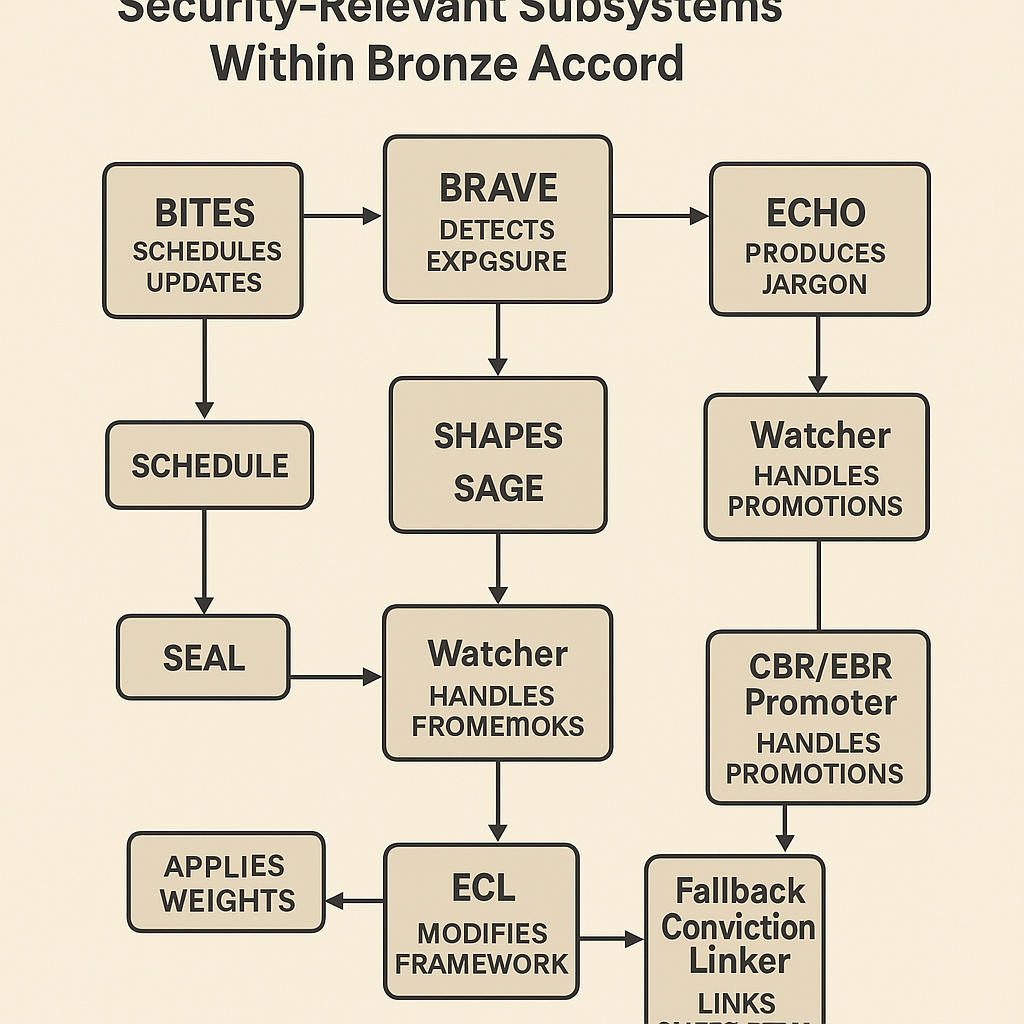 Security-Relevant Subsystems
Within Bronze Accord
BITES
SCHEDULES
UPDATES
BRAVE
DETECTS
EXPGSURE
ECHO
PRODUCES
JARGON
SCHEDULE
SHAPES
SAGE
Watcher
HANDLES
PROMOTIONS
SEAL
Watcher
HANDLES
FROMEMOKS
CBR/EBR
Promoter
HANDLES
PROMOTIONS
APPLIES
WEIGHTS
ECL
MODIFIES
FRAMEWORK
Fallback
Conviction
Linker
LINKS